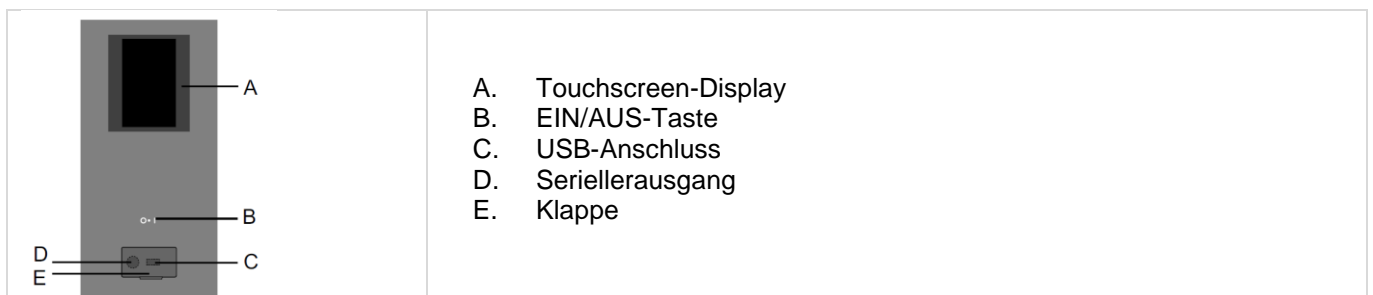 A
B
D
C
E
A. Touchscreen-Display
B. EIN/AUS-Taste
C. USB-Anschluss
D. Seriellerausgang
E. Klappe